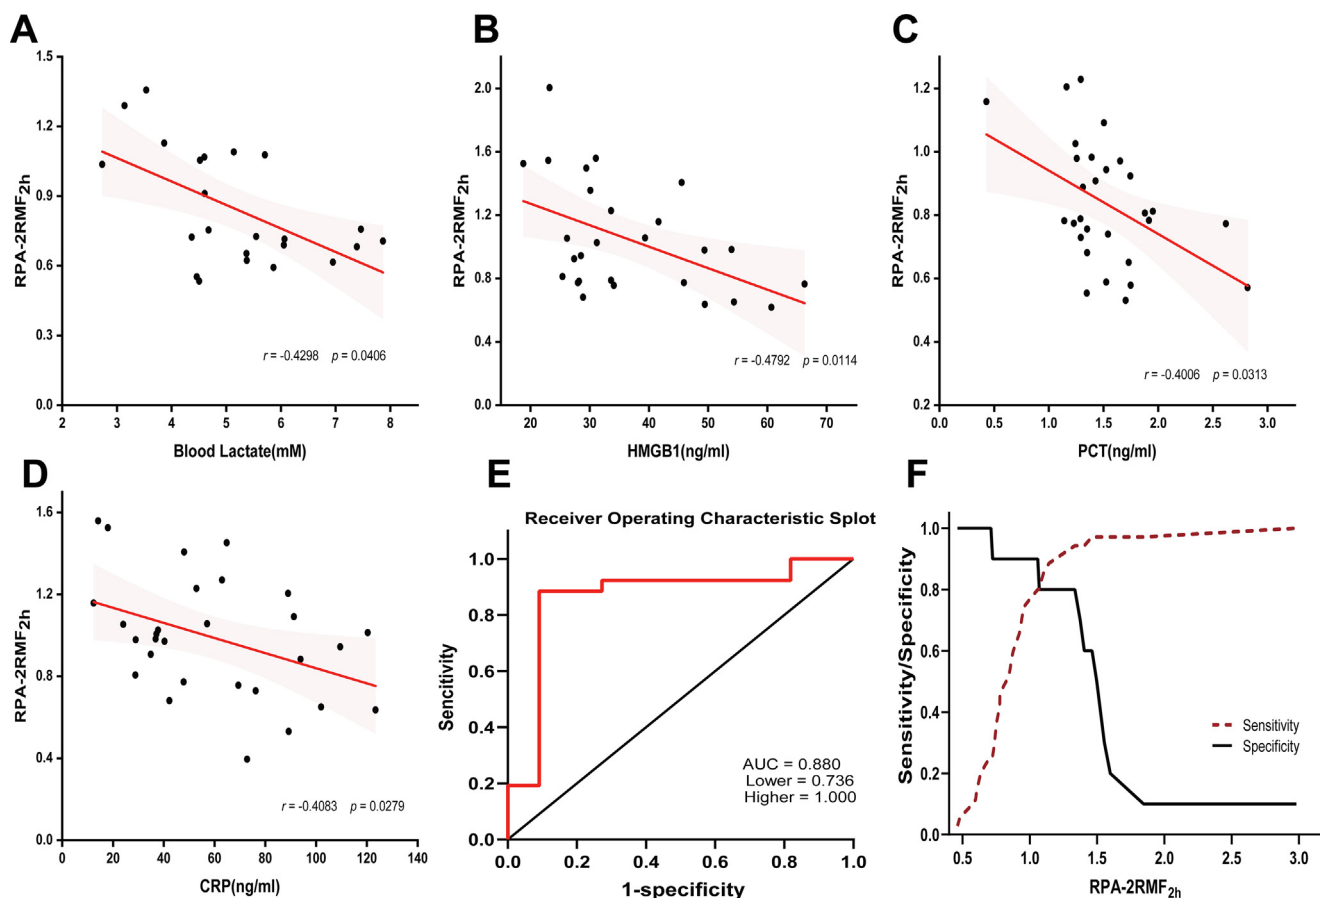 A
RPA-2RMF2h
1.5
1.2
0.9
0.6
0.3
0.0
2 3 4 5 6 7 8
Blood Lactate(mM)
r = -0.4298 p = 0.0406
B
RPA-2RMF2h
2.0
1.6
1.2
0.8
0.4
0.0
20 30 40 50 60 70
HMGB1(ng/ml)
r = -0.4792 p = 0.0114
C
RPA-2RMF2h
1.2
1.0
0.8
0.6
0.4
0.2
0.0 0.5 1.0 1.5 2.0 2.5 3.0
PCT(ng/ml)
r = -0.4006 p = 0.0313
D
RPA-2RMF2h
1.6
1.2
0.8
0.4
0.0
0 20 40 60 80 100 120 140
CRP(ng/ml)
r = -0.4083 p = 0.0279
E
Receiver Operating Characteristic Splot
Sencitivity
1.0
0.8
0.6
0.4
0.2
0.0
0.0 0.2 0.4 0.6 0.8 1.0
1-specificity
AUC = 0.880
Lower = 0.736
Higher = 1.000
F
Sensitivity/Specificity
1.0
0.8
0.6
0.4
0.2
0.0
0.5 1.0 1.5 2.0 2.5 3.0
RPA-2RMF2h
Sensitivity
Specificity